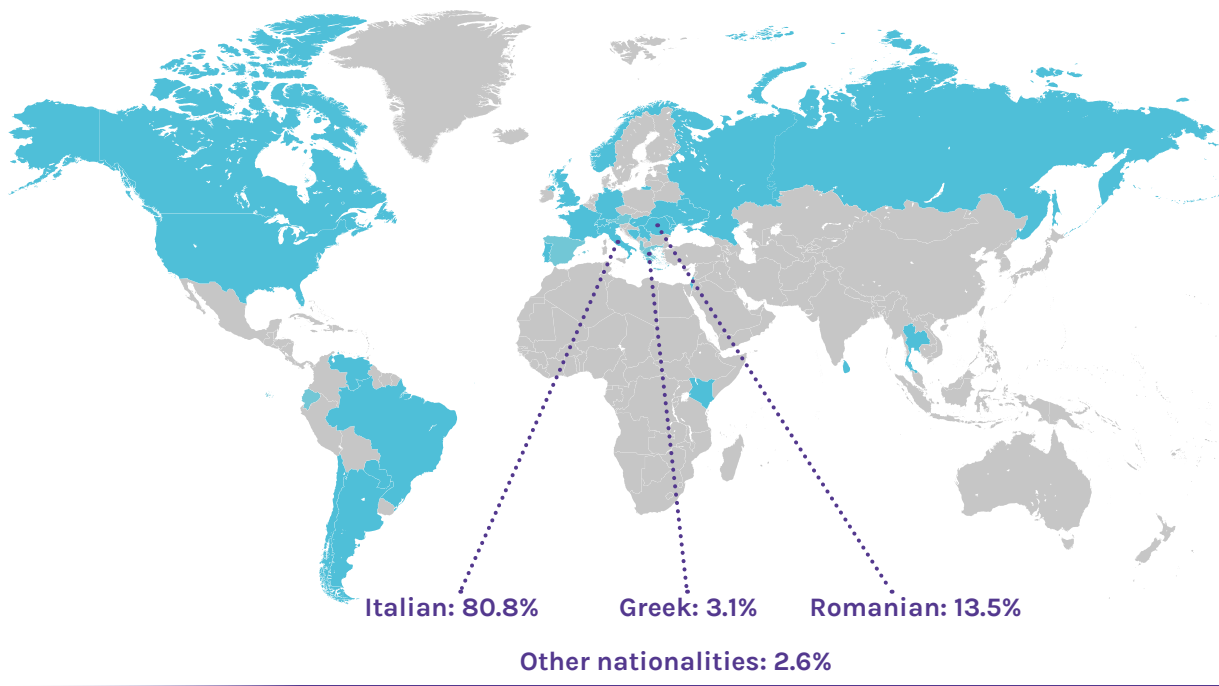 Italian: 80.8% Greek: 3.1% Romanian: 13.5%
Other nationalities: 2.6%